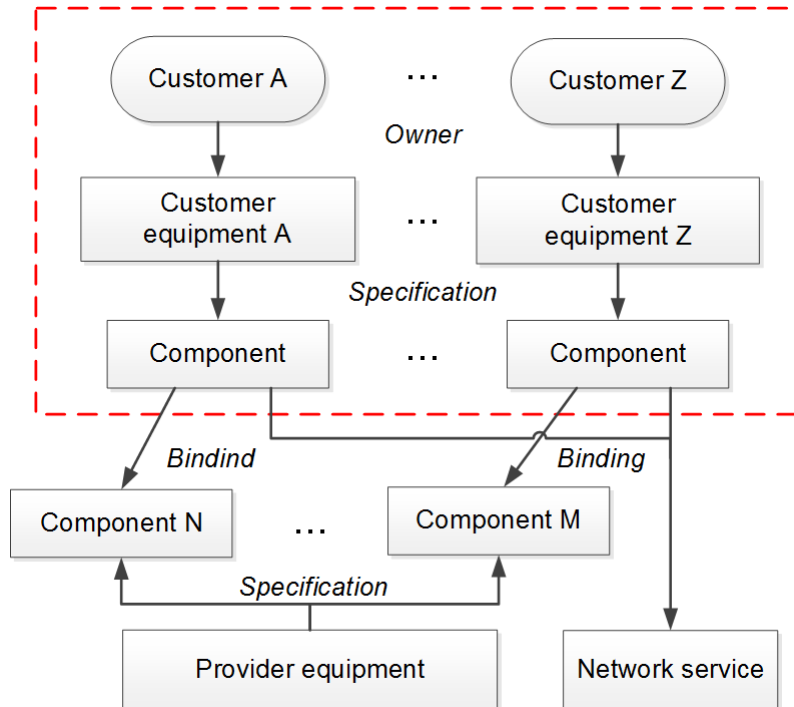 Customer A
...
Customer Z
Owner
Customer
equipment A
...
Customer
equipment Z
Specification
Component
...
Component
Bindind
Binding
Component N
...
Component M
Specification
Provider equipment
Network service